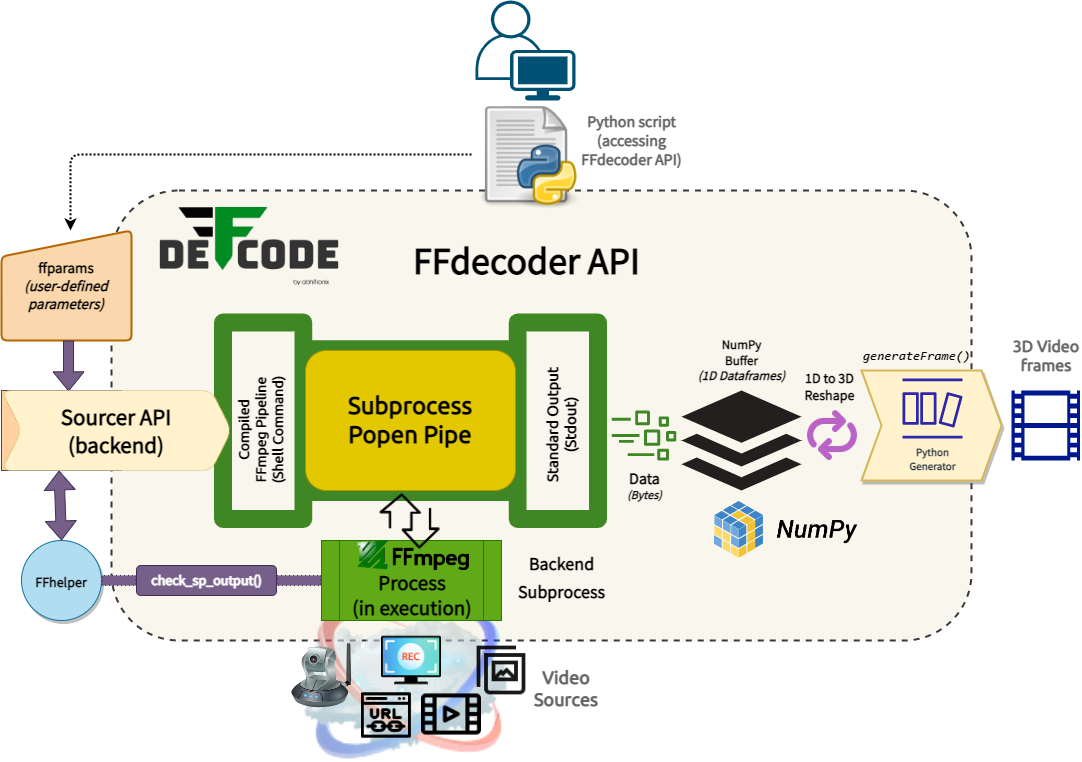 Python script
(accessing
FFdecoder API)
DEFFCODE
by abhitronix
FFdecoder API
ffparams
(user-defined
parameters)
Sourcer API
(backend)
Compiled
FFmpeg Pipeline
(Shell Command)
Subprocess
Popen Pipe
Standard Output
(Stdout)
Data
(Bytes)
NumPy
Buffer
(1D Dataframes)
NumPy
1D to 3D
Reshape
generateFrame()
Python
Generator
3D Video
frames
FFhelper
check_sp_output()
FFmpeg
Process
(in execution)
Backend
Subprocess
REC
URL
Video
Sources